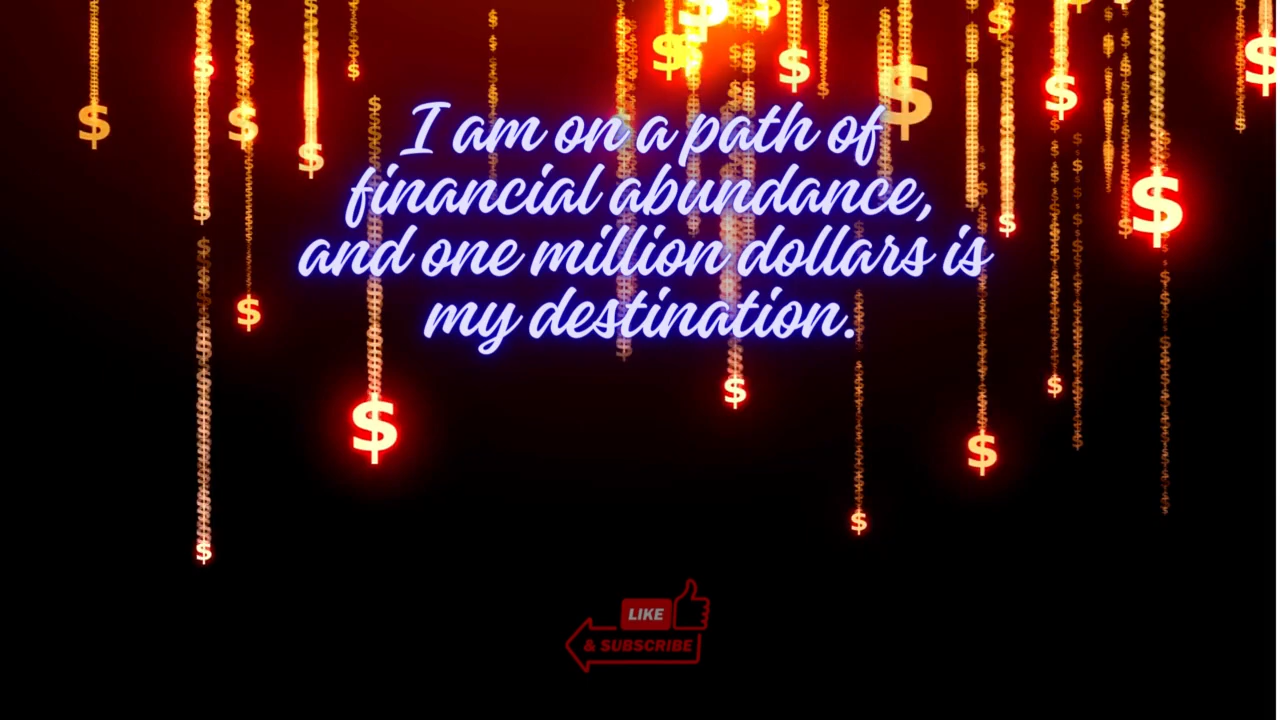 I am on a path of
financial abundance,
and one million dollars is
my destination.
LIKE
& SUBSCRIBE